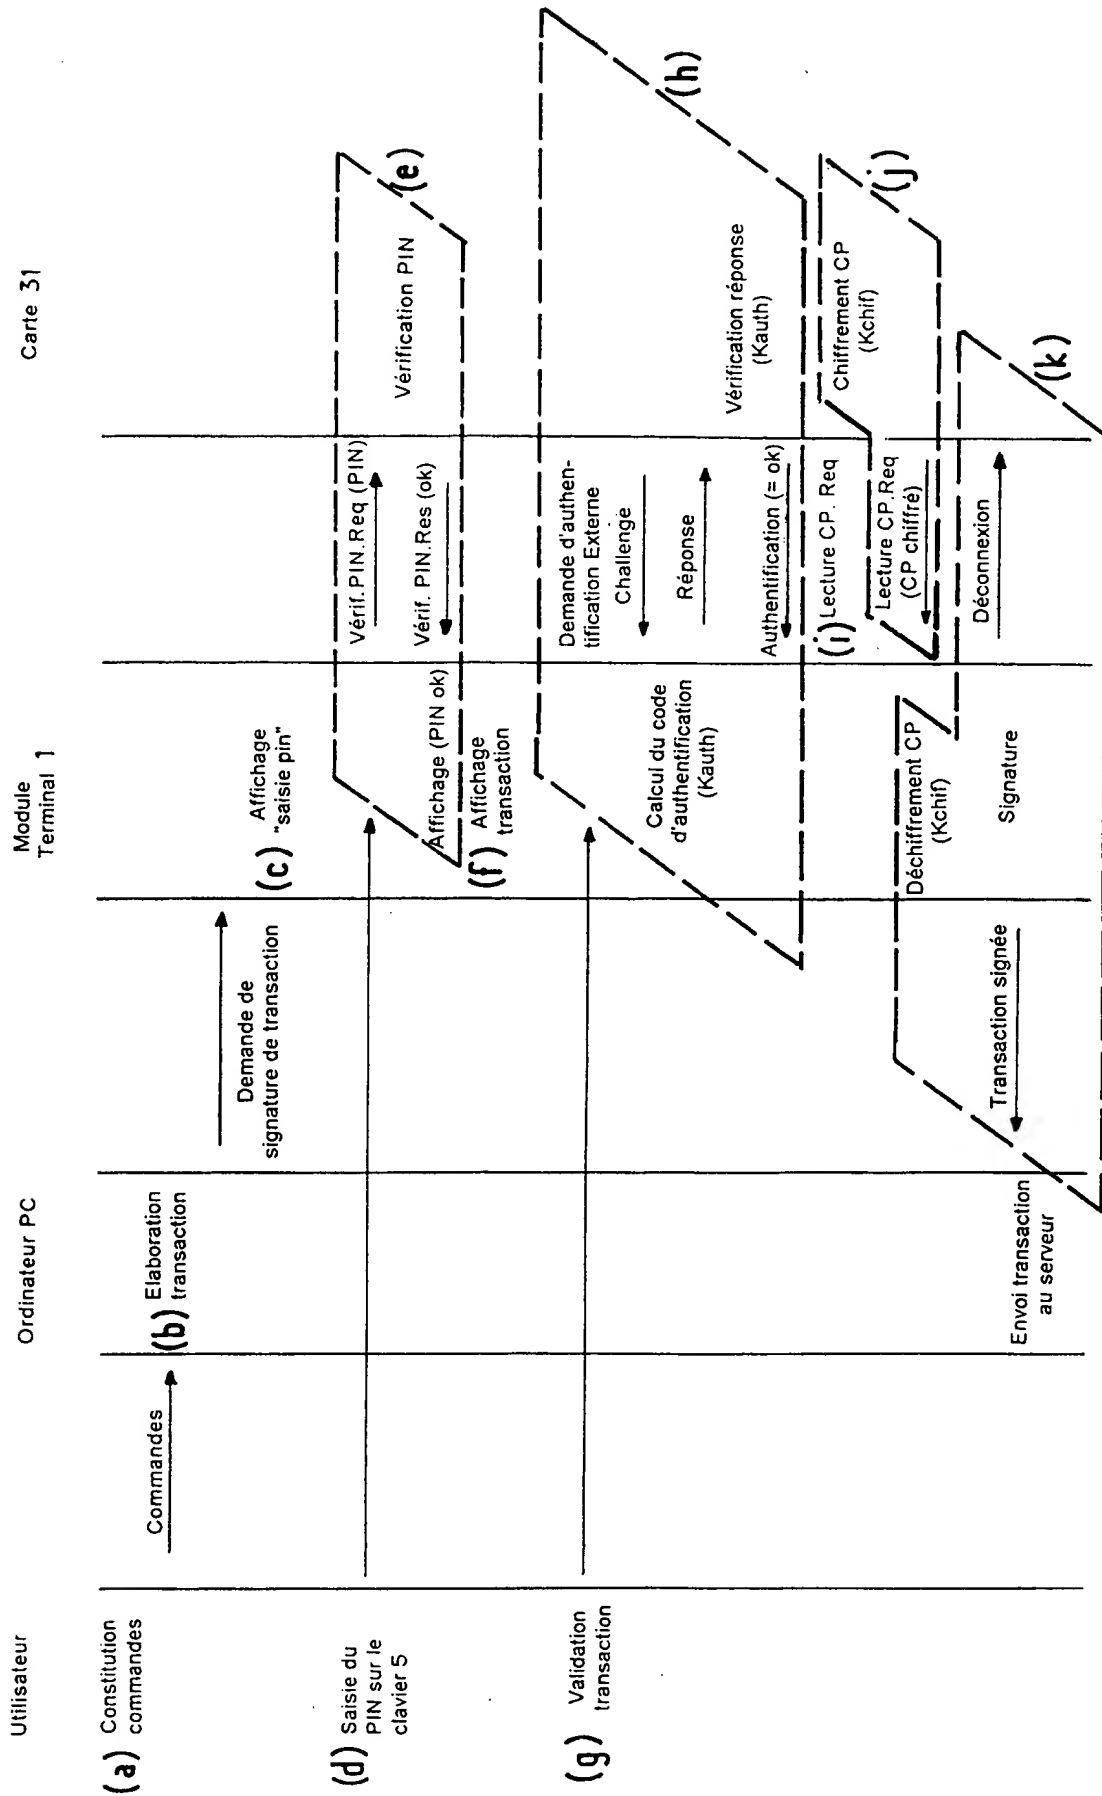 Utilisateur
Ordinateur PC
Module
Terminal 1
Carte 31
(a) Constitution
commandes
Commandes
(b) Elaboration
transaction
Demande de
signature de transaction
(c) Affichage
"saisie pin"
(d) Saisie du
PIN sur le
clavier 5
Vérif.PIN.Req (PIN)
Vérification PIN
(e)
Vérif. PIN.Res (ok)
Affichage (PIN ok)
(f) Affichage
transaction
(g) Validation
transaction
Demande d'authen-
tification Externe
Challenge
Calcul du code
d'authentification
(Kauth)
Réponse
Vérification réponse
(Kauth)
(h)
Authentification (= ok)
(i) Lecture CP. Req
Chiffrement CP
(Kchif)
(j)
Lecture CP.Req
(CP chiffré)
Déchiffrement CP
(Kchif)
Déconnexion
(k)
Signature
Transaction signée
Envoi transaction
au serveur